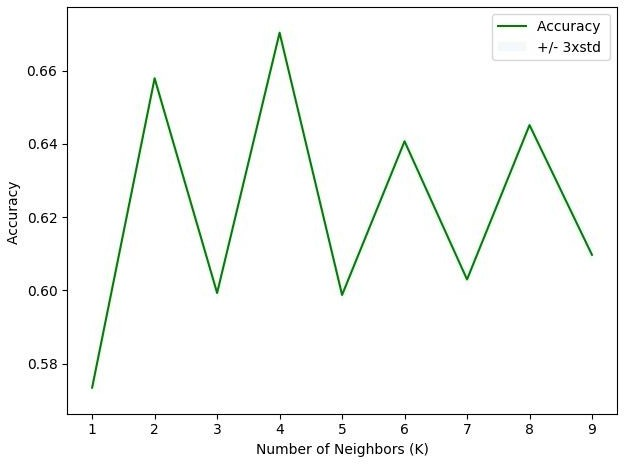 Accuracy
+/- 3xstd
0.66
0.64
0.62
0.60
0.58
Accuracy
1 2 3 4 5 6 7 8 9
Number of Neighbors (K)